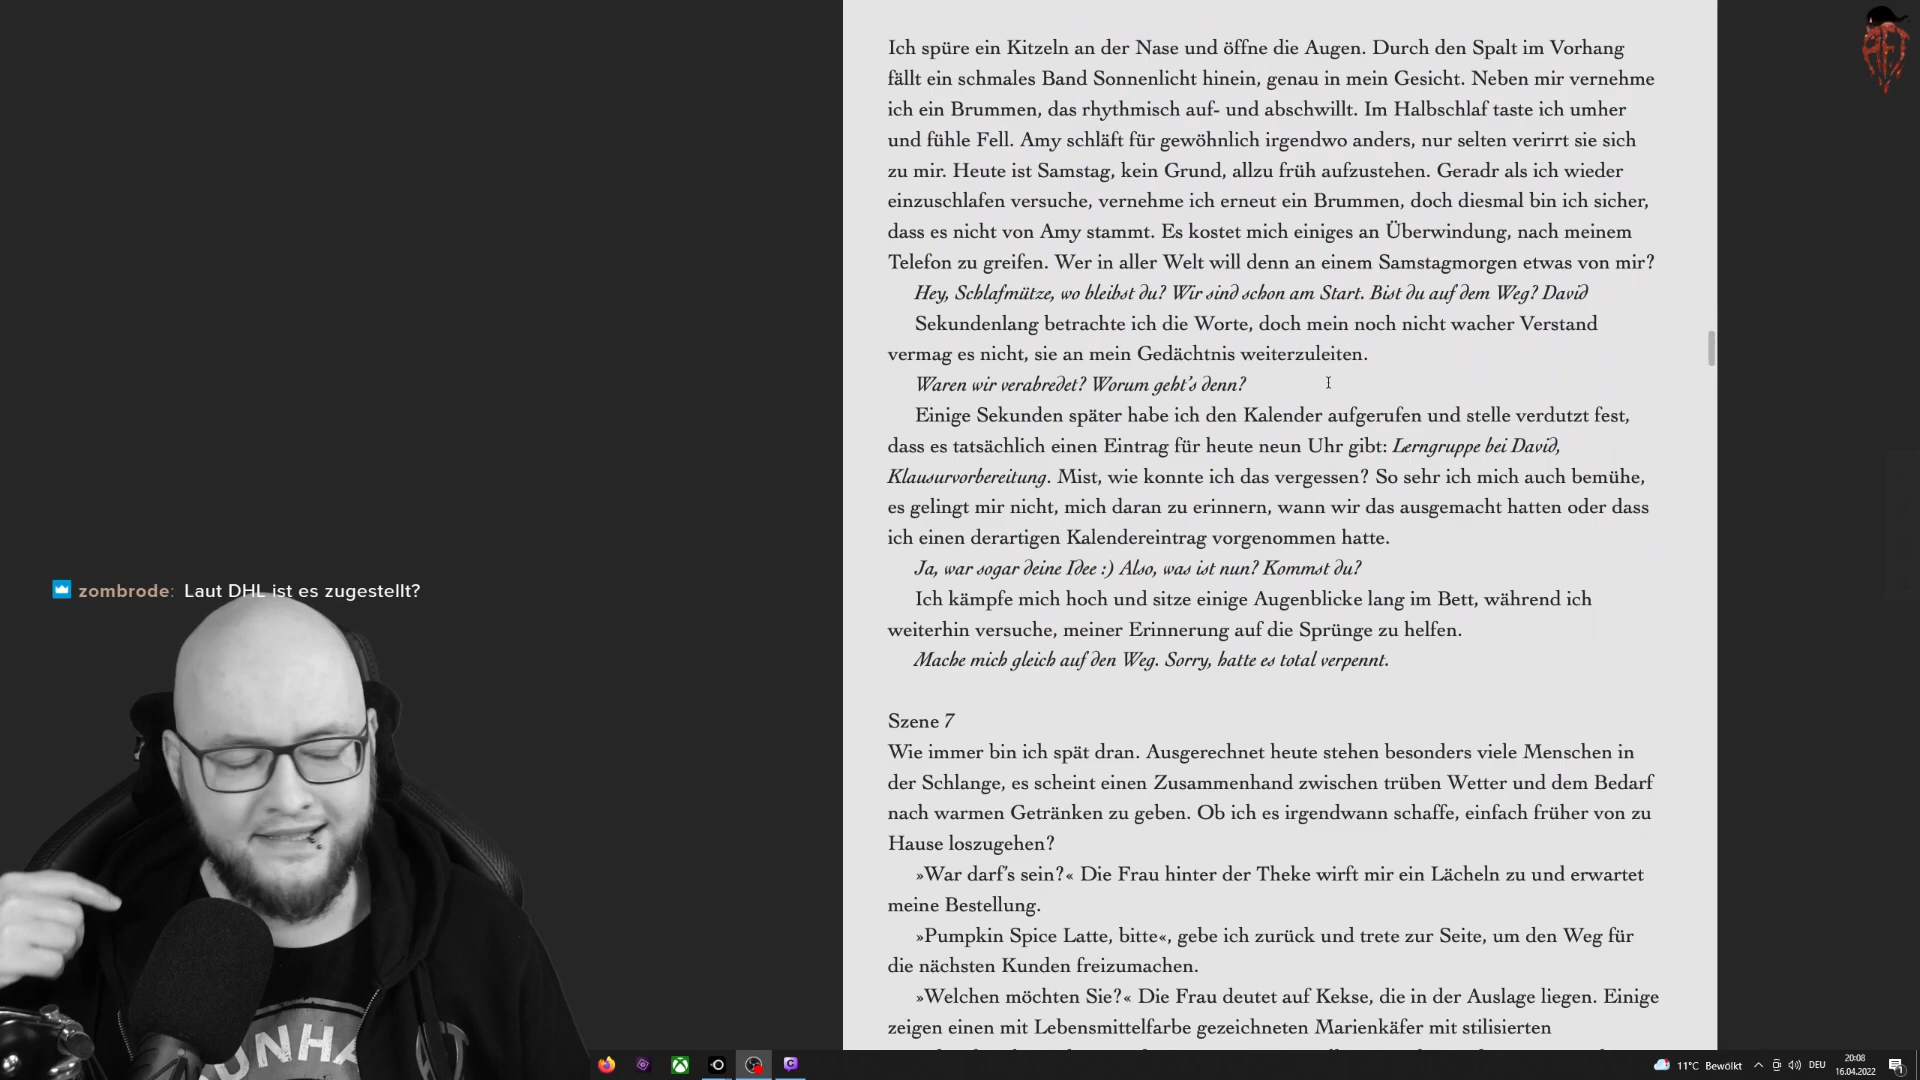 Ich spüre ein Kitzeln an der Nase und öffne die Augen. Durch den Spalt im Vorhang
fällt ein schmales Band Sonnenlicht hinein, genau in mein Gesicht. Neben mir vernehme
ich ein Brummen, das rhythmisch auf- und abschwillt. Im Halbschlaf taste ich umher
und fühle Fell. Amy schläft für gewöhnlich irgendwo anders, nur selten verirrt sie sich
zu mir. Heute ist Samstag, kein Grund, allzu früh aufzustehen. Geradr als ich wieder
einzuschlafen versuche, vernehme ich erneut ein Brummen, doch diesmal bin ich sicher,
dass es nicht von Amy stammt. Es kostet mich einiges an Überwindung, nach meinem
Telefon zu greifen. Wer in aller Welt will denn an einem Samstagmorgen etwas von mir?
Hey, Schlafmütze, wo bleibst du? Wir sind schon am Start. Bist du auf dem Weg? David
Sekundenlang betrachte ich die Worte, doch mein noch nicht wacher Verstand
vermag es nicht, sie an mein Gedächtnis weiterzuleiten.
Waren wir verabredet? Worum geht's denn?
Einige Sekunden später habe ich den Kalender aufgerufen und stelle verdutzt fest,
dass es tatsächlich einen Eintrag für heute neun Uhr gibt: Lerngruppe bei David,
Klausurvorbereitung. Mist, wie konnte ich das vergessen? So sehr ich mich auch bemühe,
es gelingt mir nicht, mich daran zu erinnern, wann wir das ausgemacht hatten oder dass
ich einen derartigen Kalendereintrag vorgenommen hatte.
Ja, war sogar deine Idee :) Also, was ist nun? Kommst du?
Ich kämpfe mich hoch und sitze einige Augenblicke lang im Bett, während ich
weiterhin versuche, meiner Erinnerung auf die Sprünge zu helfen.
Mache mich gleich auf den Weg. Sorry, hatte es total verpennt.
Szene 7
Wie immer bin ich spät dran. Ausgerechnet heute stehen besonders viele Menschen in
der Schlange, es scheint einen Zusammenhand zwischen trüben Wetter und dem Bedarf
nach warmen Getränken zu geben. Ob ich es irgendwann schaffe, einfach früher von zu
Hause loszugehen?
»War darf's sein?« Die Frau hinter der Theke wirft mir ein Lächeln zu und erwartet
meine Bestellung.
»Pumpkin Spice Latte, bitte«, gebe ich zurück und trete zur Seite, um den Weg für
die nächsten Kunden freizumachen.
»Welchen möchten Sie?« Die Frau deutet auf Kekse, die in der Auslage liegen. Einige
zeigen einen mit Lebensmittelfarbe gezeichneten Marienkäfer mit stilisierten
zombrode: Laut DHL ist es zugestellt?
11°C Bewölkt
DEU
20:08
16.04.2022